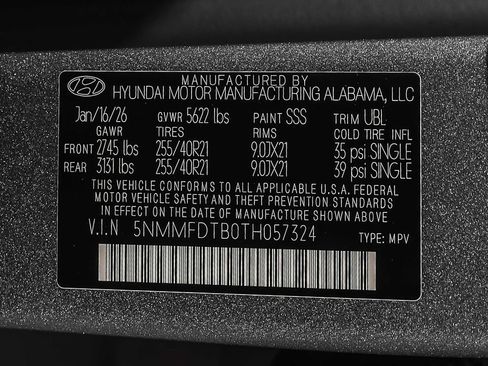 MANUFACTURED BY
HYUNDAI MOTOR MANUFACTURING ALABAMA, LLC
Jan/16/26 GVWR 5622 lbs PAINT SSS TRIM UBL
GAWR TIRES RIMS COLD TIRE INFL
FRONT 2745 lbs 255/40R21 9.0JX21 35 psi SINGLE
REAR 3131 lbs 255/40R21 9.0JX21 39 psi SINGLE
THIS VEHICLE CONFORMS TO ALL APPLICABLE U.S.A. FEDERAL
MOTOR VEHICLE SAFETY AND THEFT PREVENTION STANDARDS
IN EFFECT ON THE DATE OF MANUFACTURE SHOWN ABOVE
V.I.N 5NMMFDTB0TH057324 TYPE: MPV